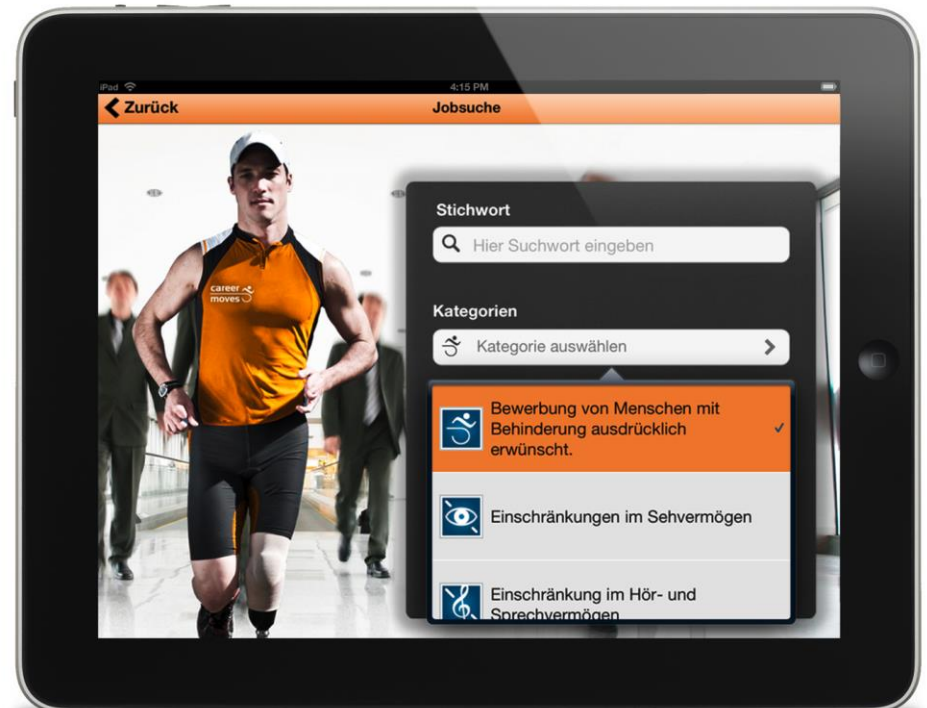 iPad
4:15 PM
Zurück
Jobsuche
career
moves
Stichwort
Hier Suchwort eingeben
Kategorien
Kategorie auswählen
Bewerbung von Menschen mit
Behinderung ausdrücklich
erwünscht.
Einschränkungen im Sehvermögen
Einschränkung im Hör- und
Sprechvermögen